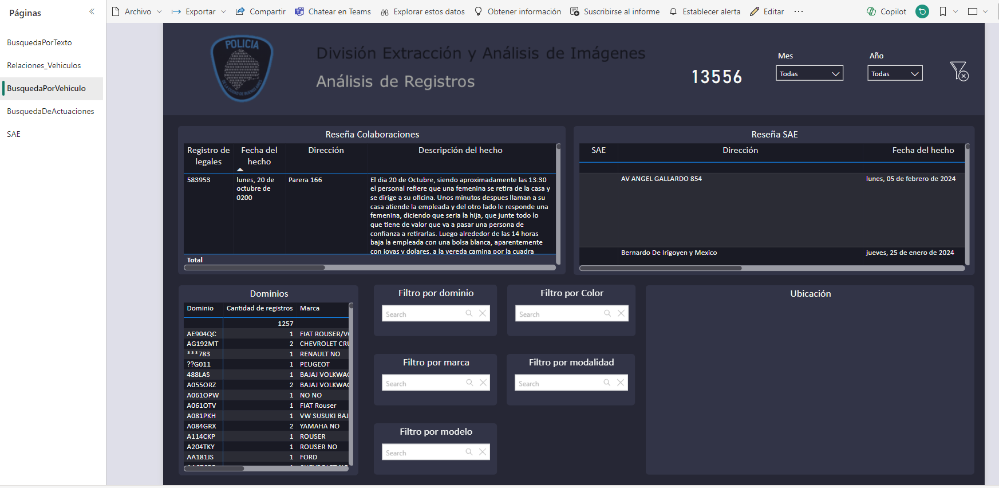 Páginas
BusquedaPorTexto
Relaciones_Vehiculos
BusquedaPorVehiculo
BusquedaDeActuaciones
SAE
Archivo
Exportar
Compartir
Chatear en Teams
Explorar estos datos
Obtener información
Suscribirse al informe
Establecer alerta
Editar
Copilot
POLICIA
DE LA CIUDAD DE BUENOS AIRES
División Extracción y Análisis de Imágenes
Análisis de Registros
13556
Mes
Todas
Año
Todas
Reseña Colaboraciones
Registro de legales
Fecha del hecho
Dirección
Descripción del hecho
583953
lunes, 20 de
octubre de
0200
Parera 166
El dia 20 de Octubre, siendo aproximadamente las 13:30
el personal refiere que una femenina se retira de la casa y
se dirige a su oficina. Unos minutos despues llaman a su
casa atiende la empleada y del otro lado le responde una
femenina, diciendo que seria la hija, que junte todo lo
que tiene de valor que va a pasar una persona de
confianza a retirarlas. Luego alrededor de las 14 horas
baja la empleada con una bolsa blanca, aparentemente
con joyas y dolares, a la vereda camina por la cuadra
Total
Reseña SAE
SAE
Dirección
Fecha del hecho
AV ANGEL GALLARDO 854
lunes, 05 de febrero de 2024
Bernardo De Irigoyen y Mexico
jueves, 25 de enero de 2024
Dominios
Dominio Cantidad de registros Marca
1257
AE904QC 1 FIAT ROUSER/V
AG192MT 2 CHEVROLET CRU
***783 1 RENAULT NO
??G011 1 PEUGEOT
488LAS 1 BAJAJ VOLKWAG
A055ORZ 2 BAJAJ VOLKWAG
A061OPW 1 NO NO
A061OTV 1 FIAT Rouser
A081PKH 1 VW SUSUKI BAJ
A084GRX 2 YAMAHA NO
A114CKP 1 ROUSER
A204TKY 1 ROUSER NO
AA181JS 1 FORD
Filtro por dominio
Search
Filtro por Color
Search
Filtro por marca
Search
Filtro por modalidad
Search
Filtro por modelo
Search
Ubicación